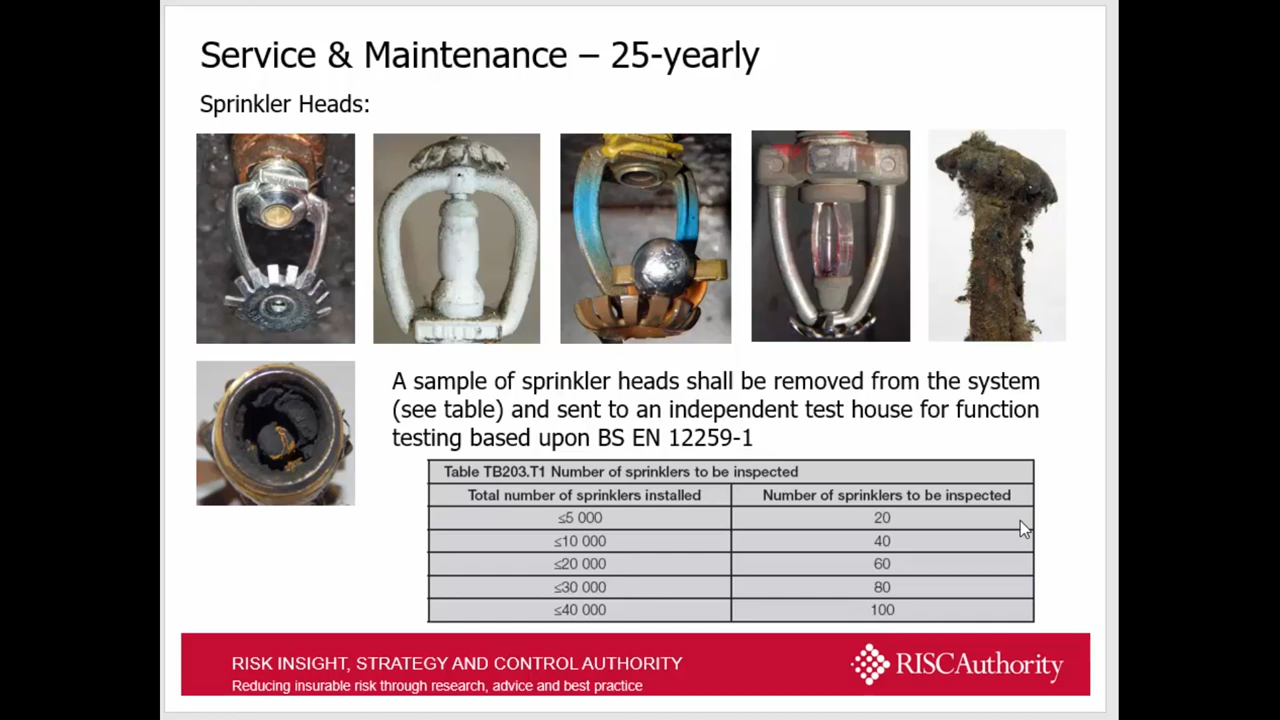 Service & Maintenance – 25-yearly
Sprinkler Heads:
A sample of sprinkler heads shall be removed from the system
(see table) and sent to an independent test house for function
testing based upon BS EN 12259-1
Table TB203.T1 Number of sprinklers to be inspected
Total number of sprinklers installed Number of sprinklers to be inspected
≤5 000 20
≤10 000 40
≤20 000 60
≤30 000 80
≤40 000 100
RISK INSIGHT, STRATEGY AND CONTROL AUTHORITY
Reducing insurable risk through research, advice and best practice
RISCAuthority